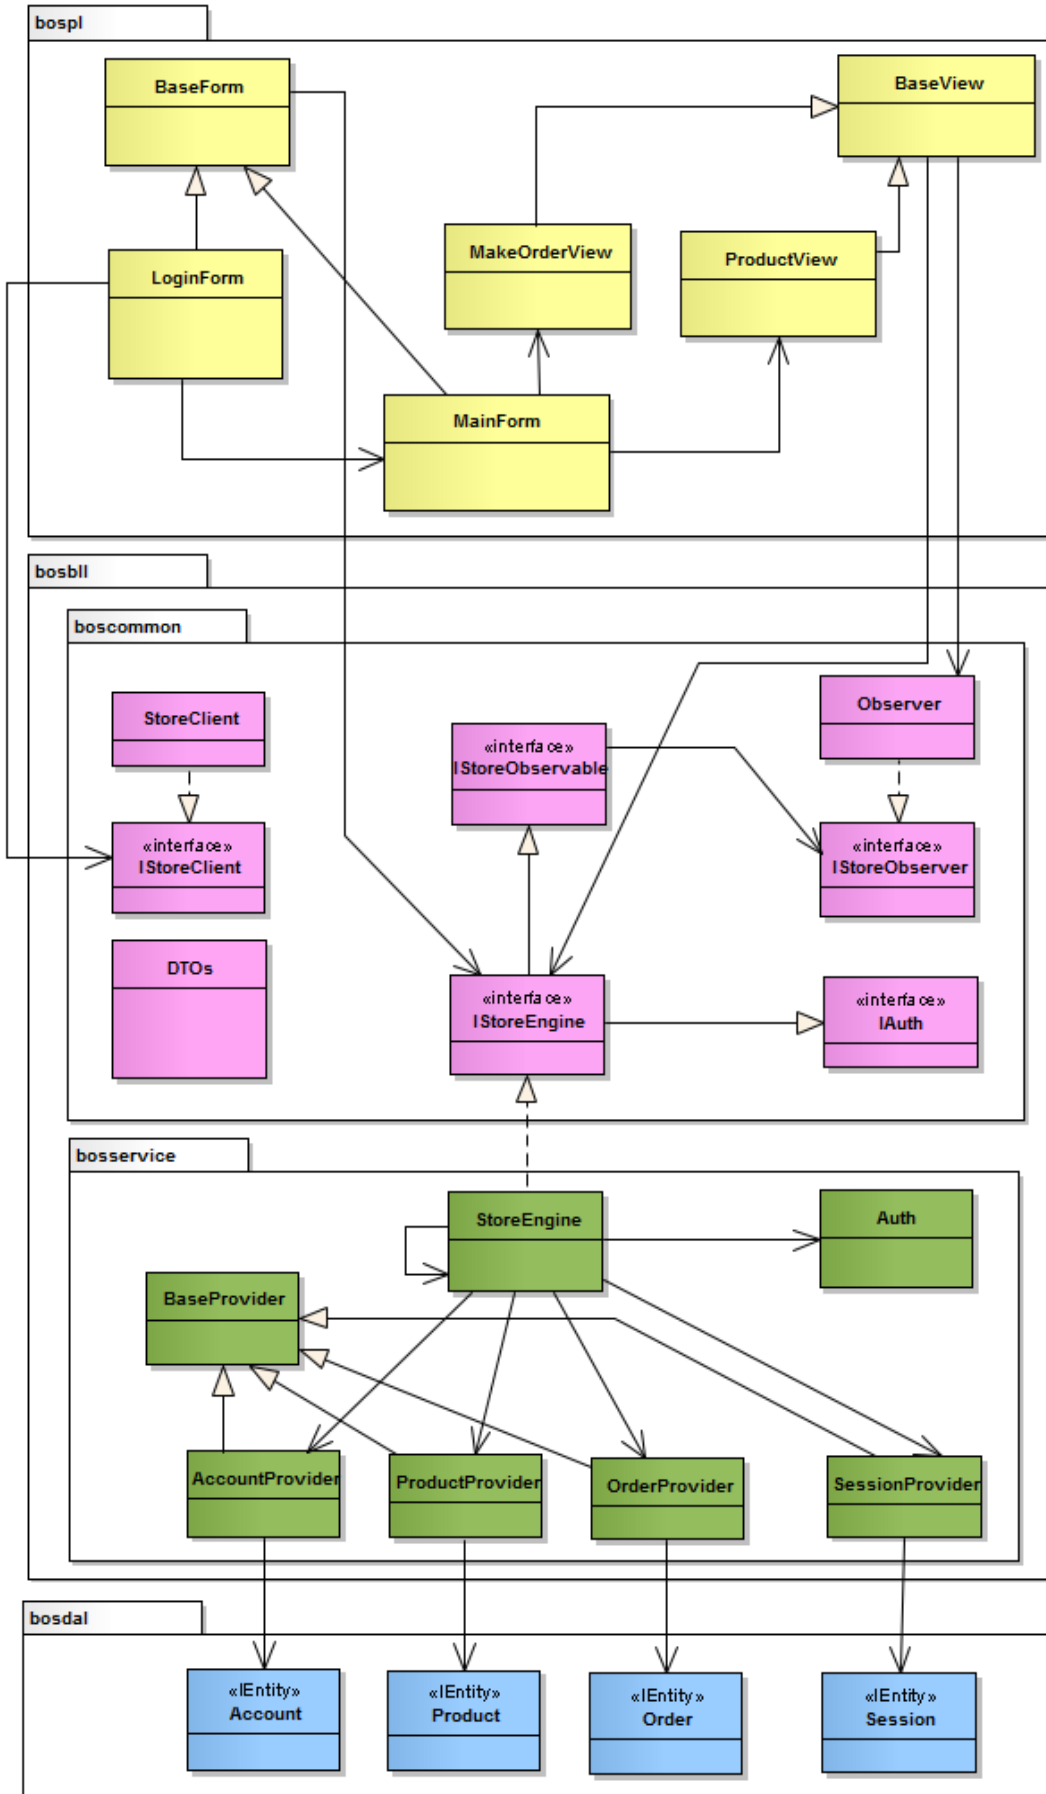 bospl
BaseForm
BaseView
LoginForm
MakeOrderView
ProductView
MainForm
bosbll
boscommon
StoreClient
«interface»
IStoreObservable
Observer
«interface»
IStoreClient
«interface»
IStoreObserver
DTOs
«interface»
IStoreEngine
«interface»
IAuth
bosservice
StoreEngine
Auth
BaseProvider
AccountProvider
ProductProvider
OrderProvider
SessionProvider
bosdal
«IEntity»
Account
«IEntity»
Product
«IEntity»
Order
«IEntity»
Session